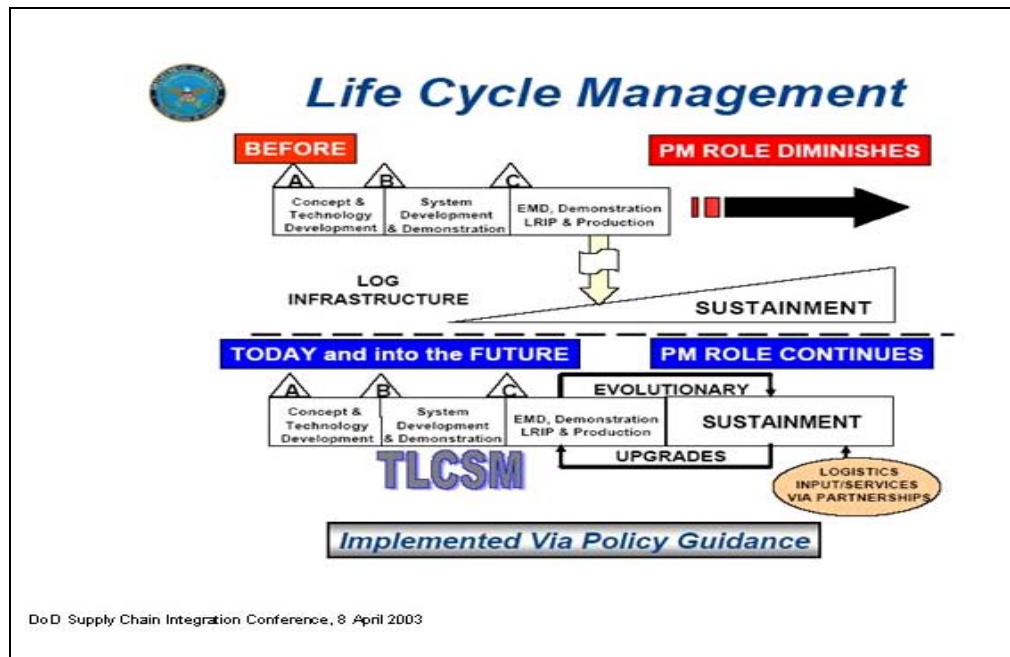 Life Cycle Management
BEFORE
PM ROLE DIMINISHES
A
B
C
Concept &
Technology
Development
System
Development
& Demonstration
EMD, Demonstration
LRIP & Production
LOG
INFRASTRUCTURE
SUSTAINMENT
TODAY and into the FUTURE
PM ROLE CONTINUES
A
B
C
EVOLUTIONARY
Concept &
Technology
Development
System
Development
& Demonstration
EMD, Demonstration
LRIP & Production
SUSTAINMENT
UPGRADES
TLCSM
LOGISTICS
INPUT/SERVICES
VIA PARTNERSHIPS
Implemented Via Policy Guidance
DoD Supply Chain Integration Conference, 8 April 2003